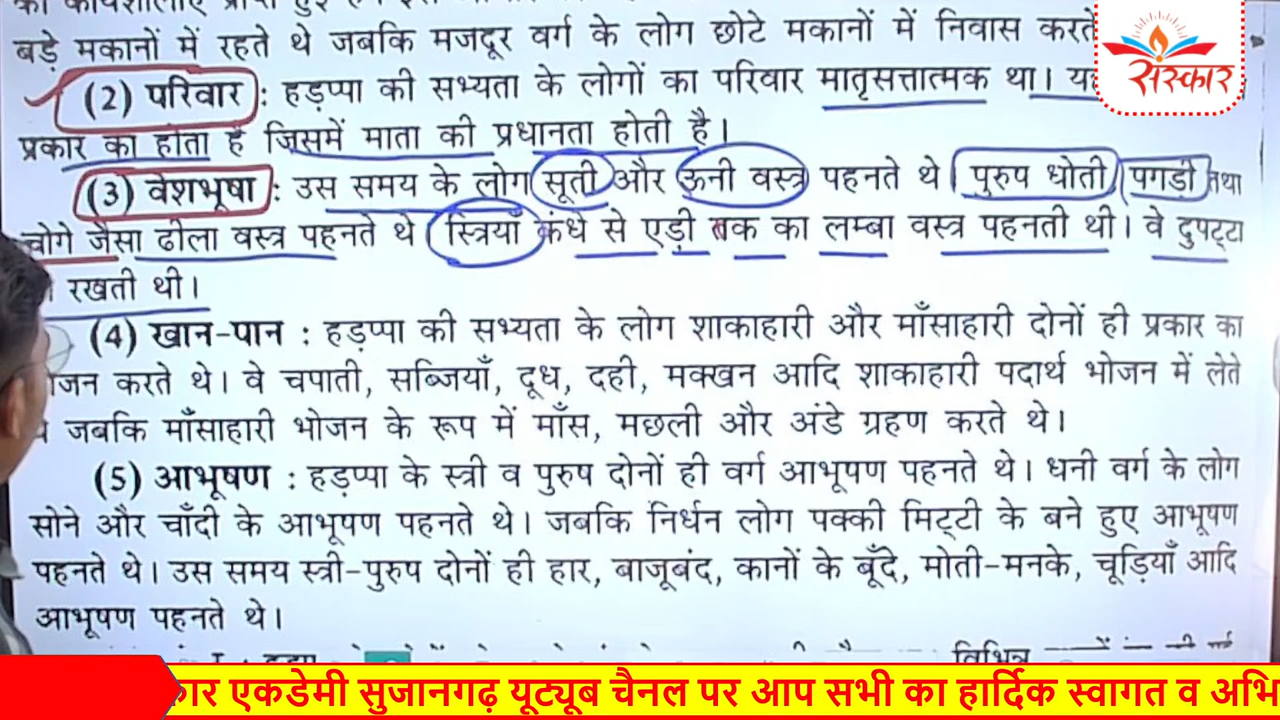 बड़े मकानों में रहते थे जबकि मजदूर वर्ग के लोग छोटे मकानों में निवास करते
संस्कार
(2) परिवार : हड़प्पा की सभ्यता के लोगों का परिवार मातृसत्तात्मक था।
प्रकार का होता है जिसमें माता की प्रधानता होती है।
(3) वेशभूषा : उस समय के लोग सूती और ऊनी वस्त्र पहनते थे पुरुष धोती पगडी तथा
चोगे जैसा ढीला वस्त्र पहनते थे स्त्रियाँ कंधे से एड़ी तक का लम्बा वस्त्र पहनती थी। वे दुपट्टा
रखती थी।
(4) खान-पान : हड़प्पा की सभ्यता के लोग शाकाहारी और माँसाहारी दोनों ही प्रकार का
जन करते थे। वे चपाती, सब्जियाँ, दूध, दही, मक्खन आदि शाकाहारी पदार्थ भोजन में लेते
जबकि माँसाहारी भोजन के रूप में माँस, मछली और अंडे ग्रहण करते थे।
(5) आभूषण : हड़प्पा के स्त्री व पुरुष दोनों ही वर्ग आभूषण पहनते थे। धनी वर्ग के लोग
सोने और चाँदी के आभूषण पहनते थे। जबकि निर्धन लोग पक्की मिट्टी के बने हुए आभूषण
पहनते थे। उस समय स्त्री-पुरुष दोनों ही हार, बाजूबंद, कानों के बूँदे, मोती-मनके, चूड़ियाँ आदि
आभूषण पहनते थे।
विभिन्न
कार एकडेमी सुजानगढ़ यूट्यूब चैनल पर आप सभी का हार्दिक स्वागत व अभि